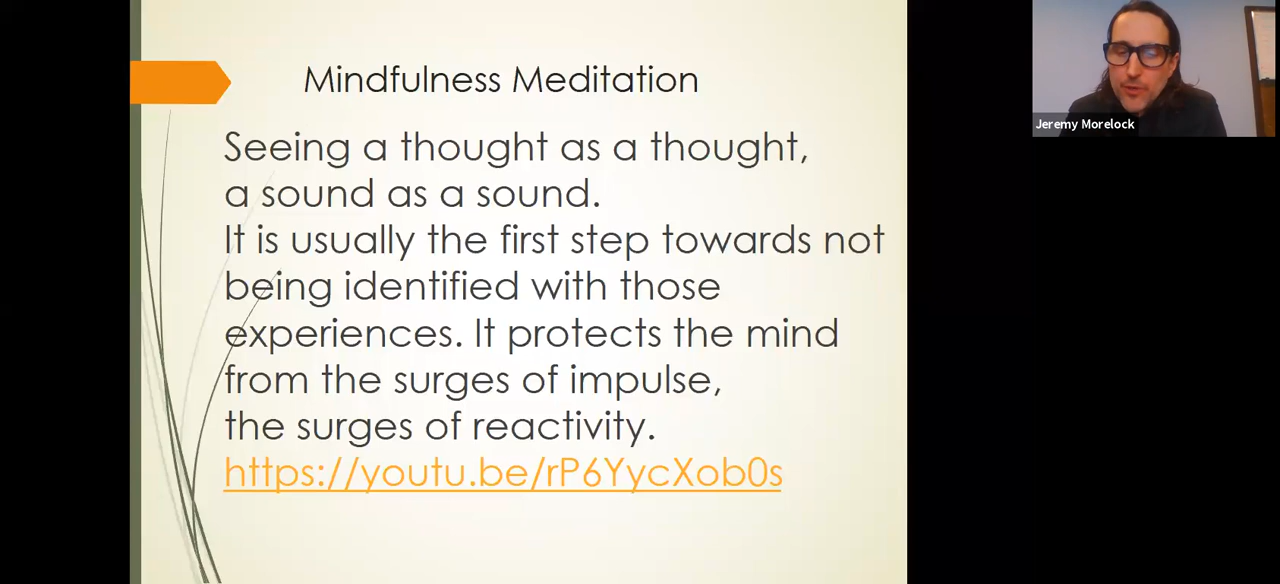 Mindfulness Meditation
Seeing a thought as a thought,
a sound as a sound.
It is usually the first step towards not
being identified with those
experiences. It protects the mind
from the surges of impulse,
the surges of reactivity.
https://youtu.be/rP6YycXob0s
Jeremy Morelock